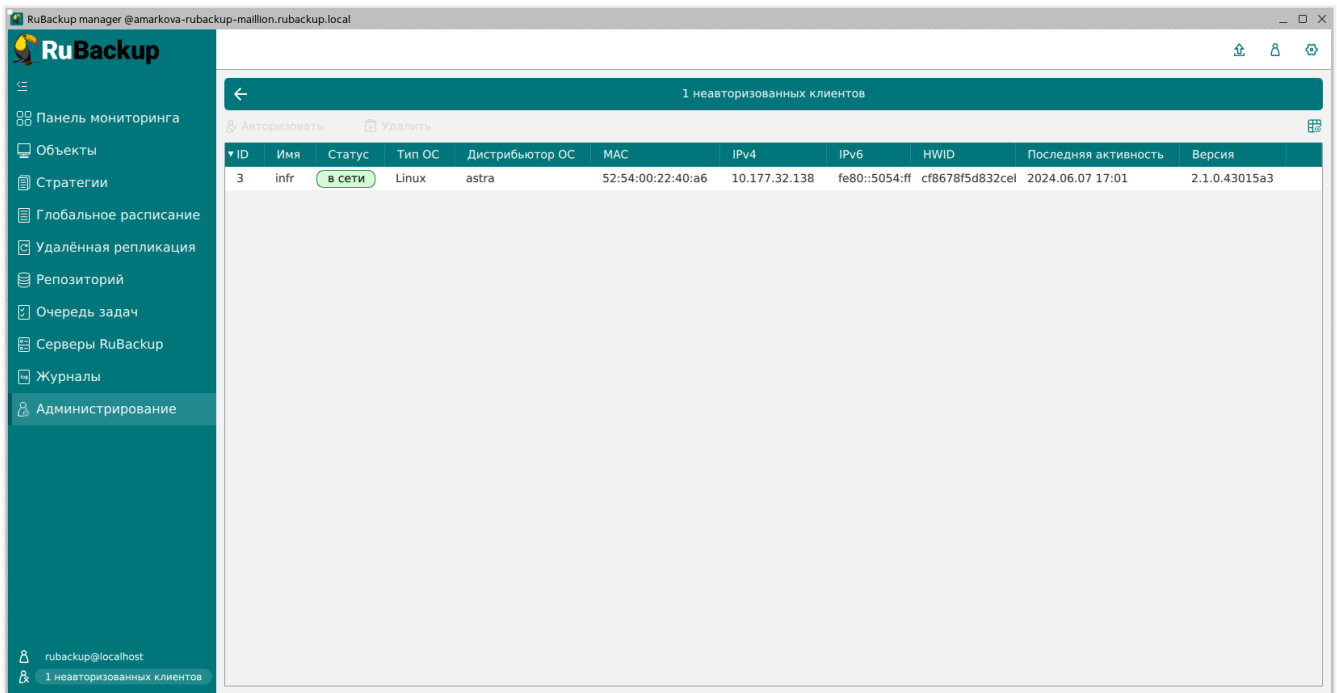 RuBackup manager @amarkova-rubackup-maillion.rubackup.local
RuBackup
1 неавторизованных клиентов
Авторизовать Удалить
ID Имя Статус Тип ОС Дистрибьютор ОС MAC IPv4 IPv6 HWID Последняя активность Версия
3 infr в сети Linux astra 52:54:00:22:40:a6 10.177.32.138 fe80::5054:ff cf8678f5d832cel 2024.06.07 17:01 2.1.0.43015a3
Панель мониторинга
Объекты
Стратегии
Глобальное расписание
Удалённая репликация
Репозиторий
Очередь задач
Серверы RuBackup
Журналы
Администрирование
rubackup@localhost
1 неавторизованных клиентов